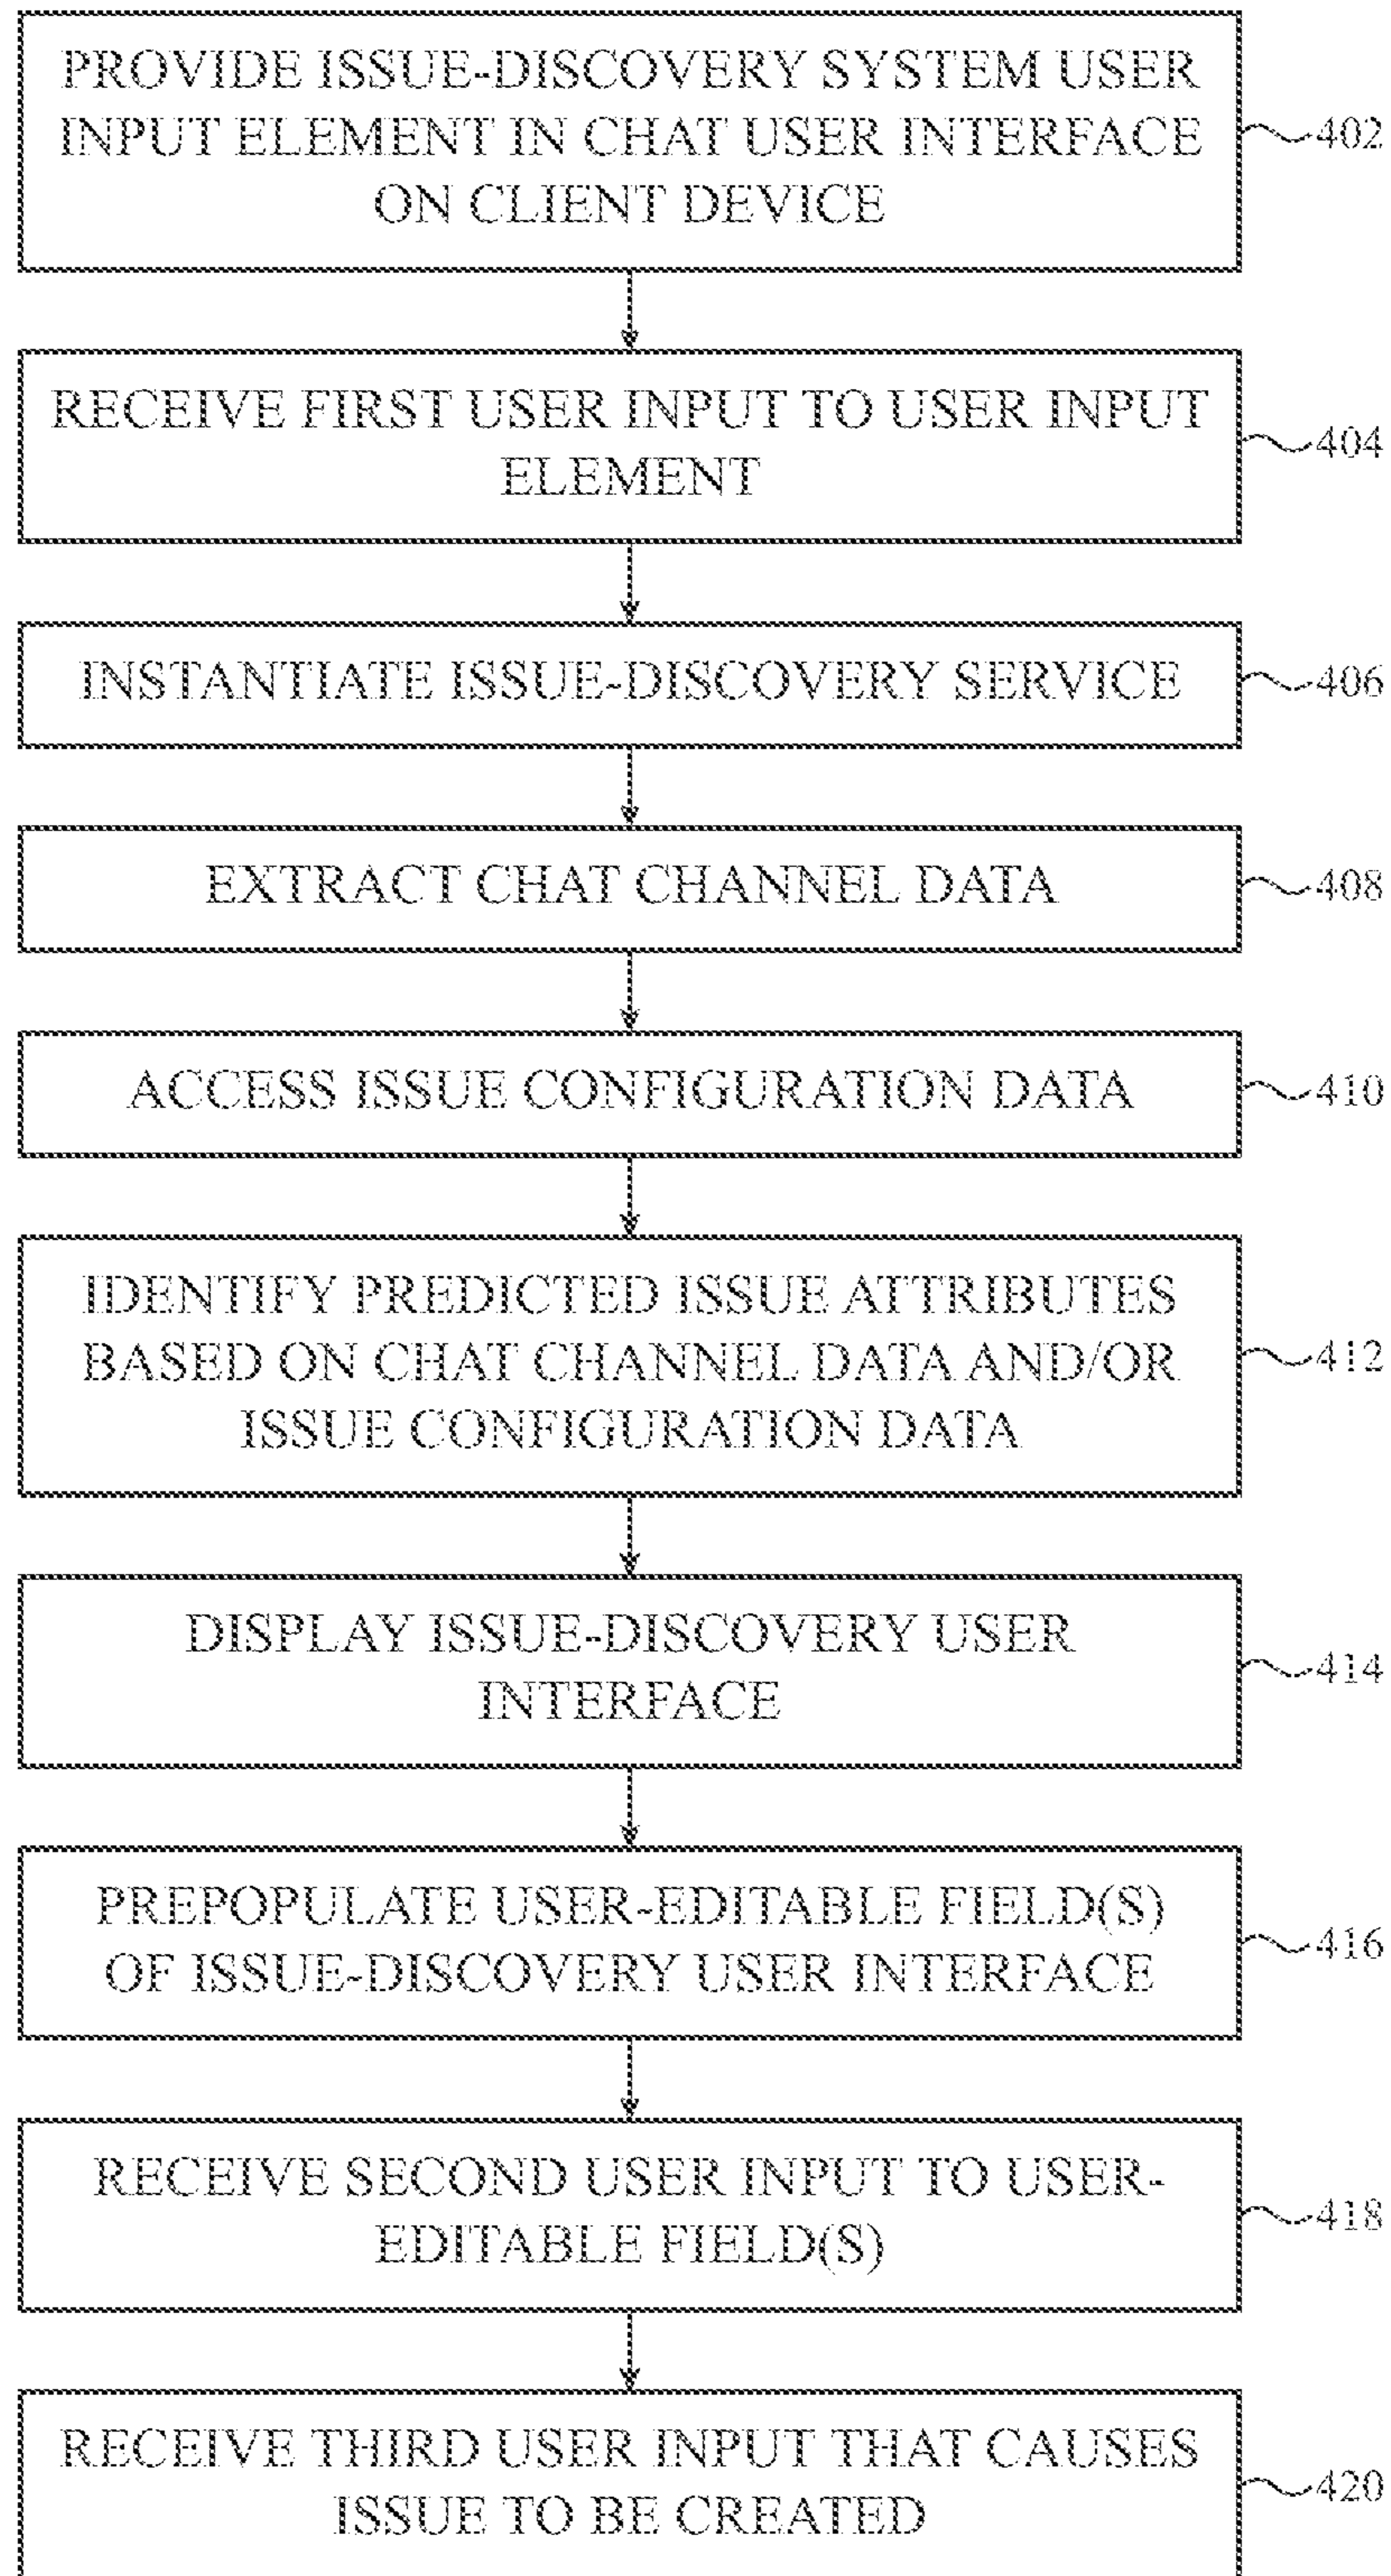 PROVIDE ISSUE-DISCOVERY SYSTEM USER
INPUT ELEMENT IN CHAT USER INTERFACE
ON CLIENT DEVICE
402
RECEIVE FIRST USER INPUT TO USER INPUT
ELEMENT
404
INSTANTIATE ISSUE-DISCOVERY SERVICE
406
EXTRACT CHAT CHANNEL DATA
408
ACCESS ISSUE CONFIGURATION DATA
410
IDENTIFY PREDICTED ISSUE ATTRIBUTES
BASED ON CHAT CHANNEL DATA AND/OR
ISSUE CONFIGURATION DATA
412
DISPLAY ISSUE-DISCOVERY USER
INTERFACE
414
PREPOPULATE USER-EDITABLE FIELD(S)
OF ISSUE-DISCOVERY USER INTERFACE
416
RECEIVE SECOND USER INPUT TO USER-
EDITABLE FIELD(S)
418
RECEIVE THIRD USER INPUT THAT CAUSES
ISSUE TO BE CREATED
420